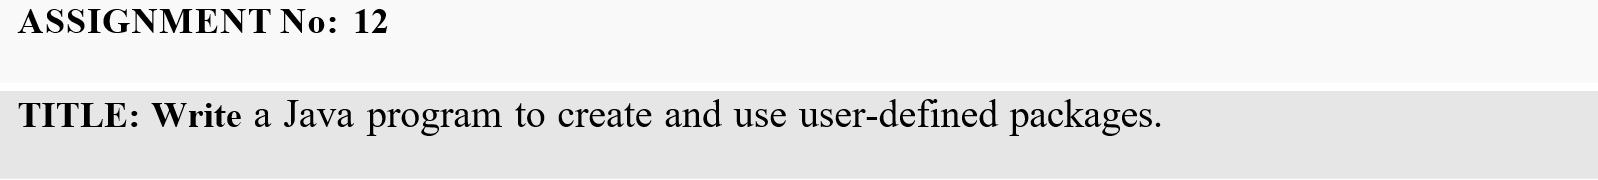 ASSIGNMENT No: 12
TITLE: Write a Java program to create and use user-defined packages.